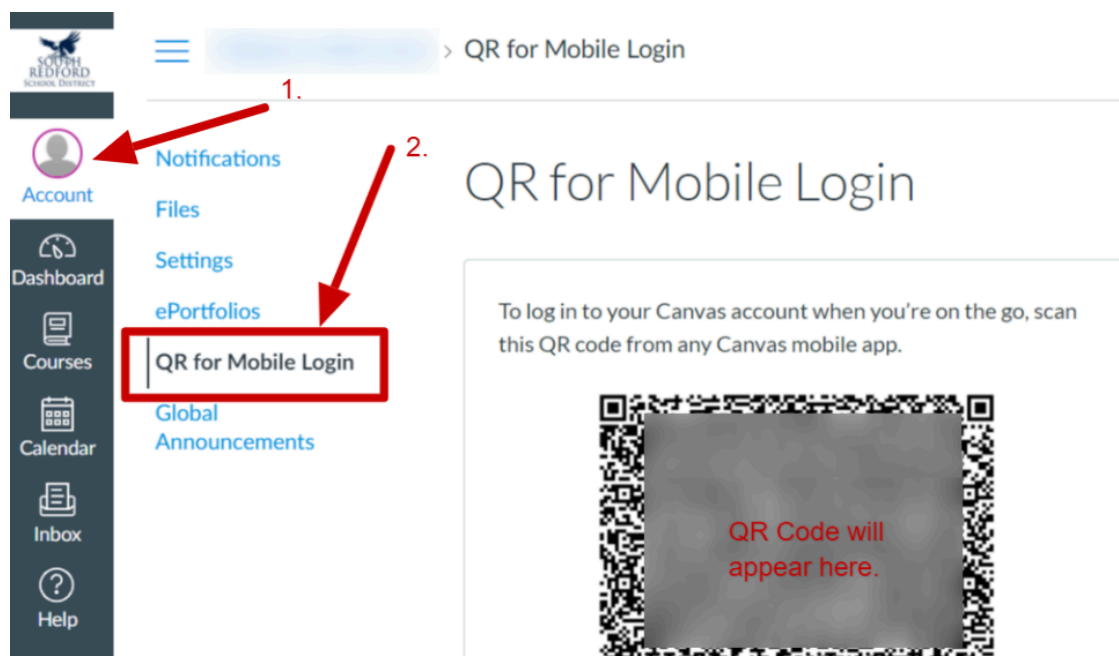 SOUTH
REDFORD
SCHOOL DISTRICT
› QR for Mobile Login
1.
2.
Account
Dashboard
Courses
Calendar
Inbox
Help
Notifications
Files
Settings
ePortfolios
QR for Mobile Login
Global
Announcements
QR for Mobile Login
To log in to your Canvas account when you're on the go, scan
this QR code from any Canvas mobile app.
QR Code will
appear here.